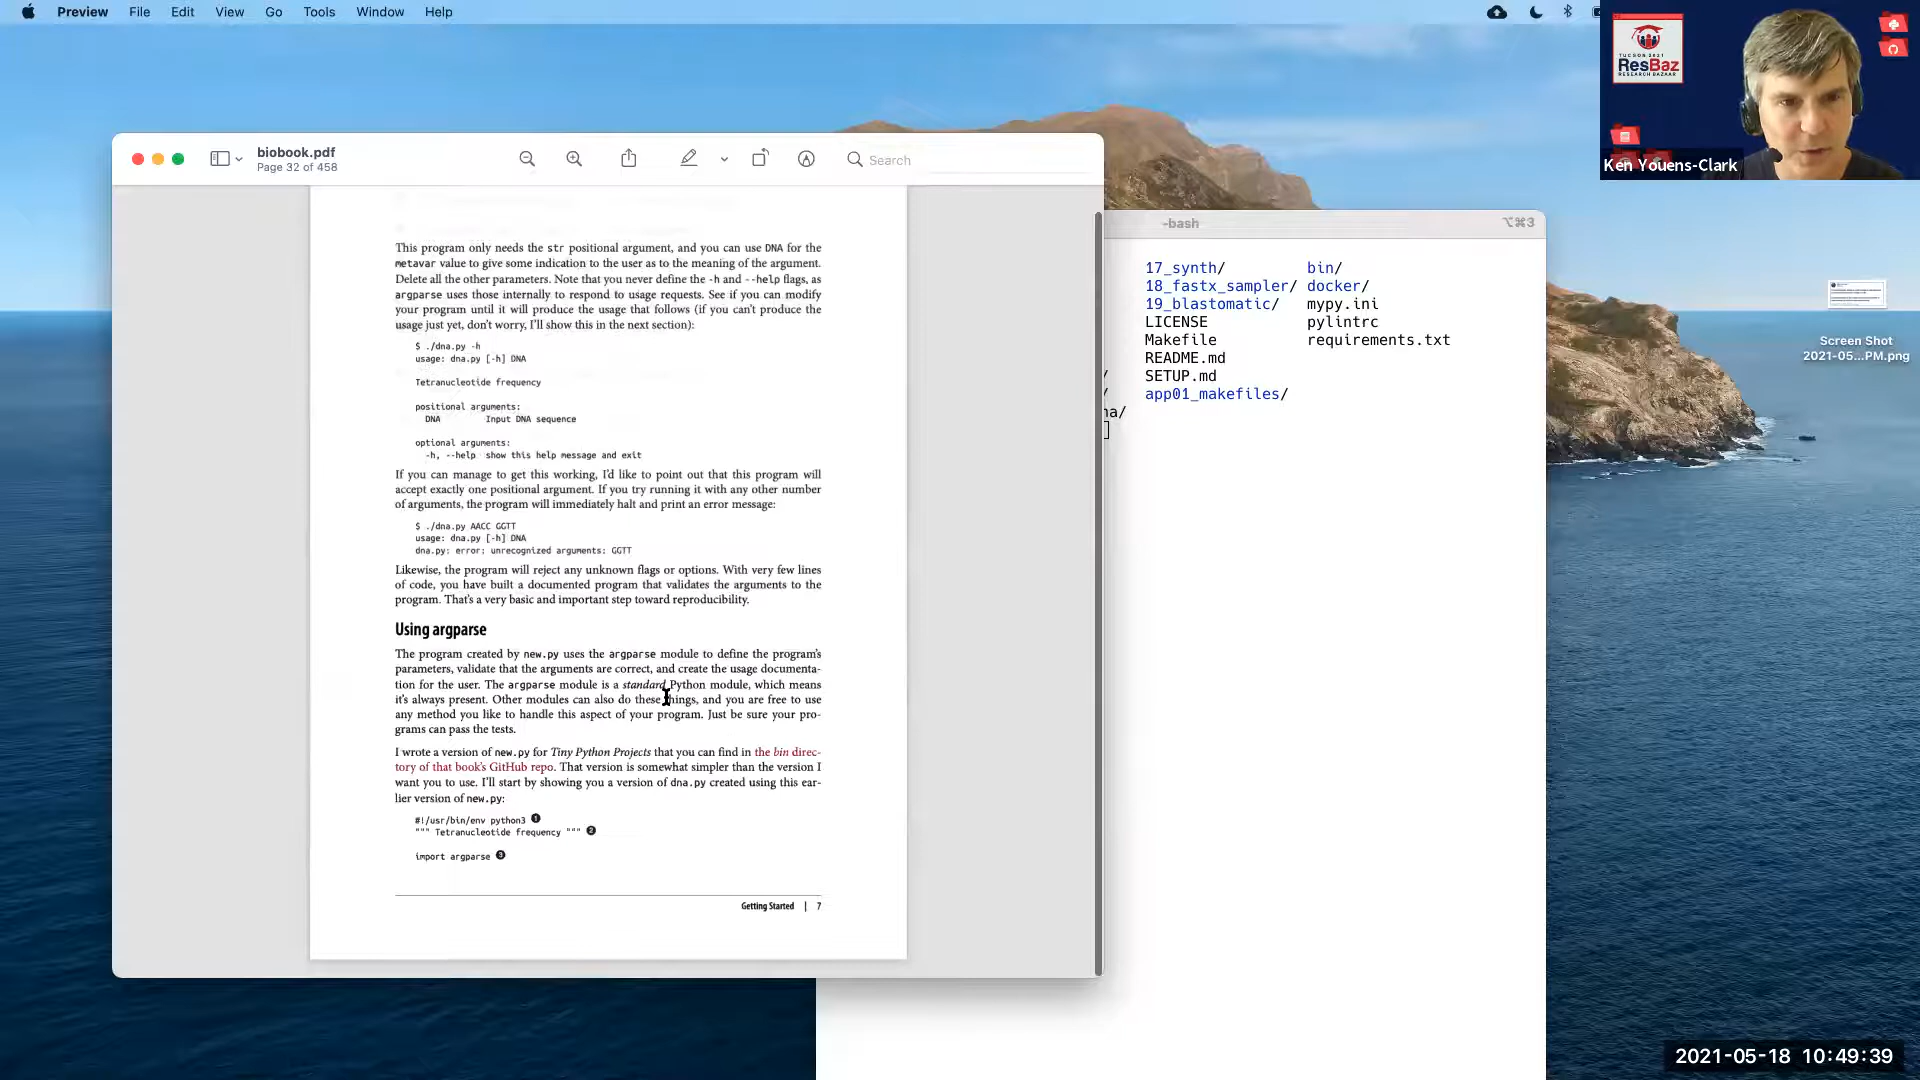 Preview File Edit View Go Tools Window Help
TUCSON 2021
ResBaz
RESEARCH BAZAAR
Ken Youens-Clark
biobook.pdf
Page 32 of 458
Search
This program only needs the str positional argument, and you can use DNA for the
metavar value to give some indication to the user as to the meaning of the argument.
Delete all the other parameters. Note that you never define the -h and --help flags, as
argparse uses those internally to respond to usage requests. See if you can modify
your program until it will produce the usage that follows (if you can't produce the
usage just yet, don't worry, I'll show this in the next section):
$ ./dna.py -h
usage: dna.py [-h] DNA
Tetranucleotide frequency
positional arguments:
DNA Input DNA sequence
optional arguments:
-h, --help show this help message and exit
If you can manage to get this working, I'd like to point out that this program will
accept exactly one positional argument. If you try running it with any other number
of arguments, the program will immediately halt and print an error message:
$ ./dna.py AACC GGTT
usage: dna.py [-h] DNA
dna.py: error: unrecognized arguments: GGTT
Likewise, the program will reject any unknown flags or options. With very few lines
of code, you have built a documented program that validates the arguments to the
program. That's a very basic and important step toward reproducibility.
Using argparse
The program created by new.py uses the argparse module to define the program's
parameters, validate that the arguments are correct, and create the usage documenta-
tion for the user. The argparse module is a standard Python module, which means
it's always present. Other modules can also do these things, and you are free to use
any method you like to handle this aspect of your program. Just be sure your pro-
grams can pass the tests.
I wrote a version of new.py for Tiny Python Projects that you can find in the bin direc-
tory of that book's GitHub repo. That version is somewhat simpler than the version I
want you to use. I'll start by showing you a version of dna.py created using this ear-
lier version of new.py:
#!/usr/bin/env python3 1
""" Tetranucleotide frequency """ 2
import argparse 3
Getting Started | 7
-bash
⌥⌘3
17_synth/ bin/
18_fastx_sampler/ docker/
19_blastomatic/ mypy.ini
LICENSE pylintrc
Makefile requirements.txt
README.md
/ SETUP.md
/ app01_makefiles/
na/
Screen Shot
2021-05...PM.png
2021-05-18 10:49:39